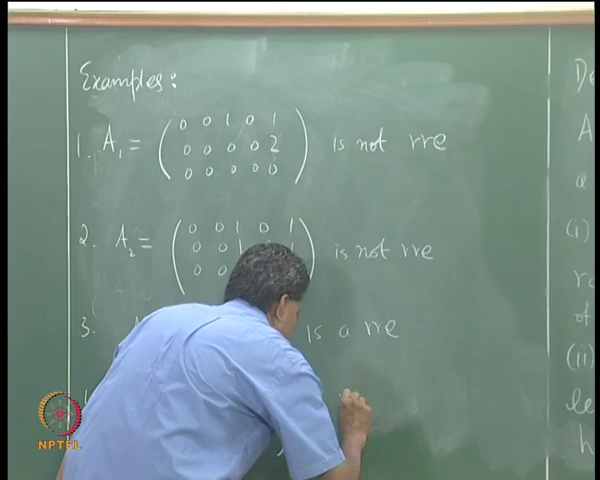 Examples:
1. A₁ = ( 0 0 1 0 1 is not rre
0 0 0 0 2
0 0 0 0 0 )
2. A₂ = ( 0 0 1 0 1 is not rre
0 0 1
0 0 )
3. is a rre
De
A
a
(i)
of
(ii)
le
h
NPTEL